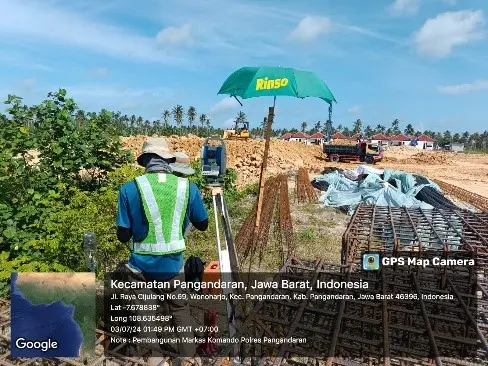 Rinso
GPS Map Camera
Kecamatan Pangandaran, Jawa Barat, Indonesia
Jl. Raya Cijulang No.69, Wonoharjo, Kec. Pangandaran, Kab. Pangandaran, Jawa Barat 46396, Indonesia
Lat -7.678839°
Long 108.636498°
03/07/24 01:49 PM GMT +07:00
Note : Pembangunan Markas Komando Polres Pangandaran
Google